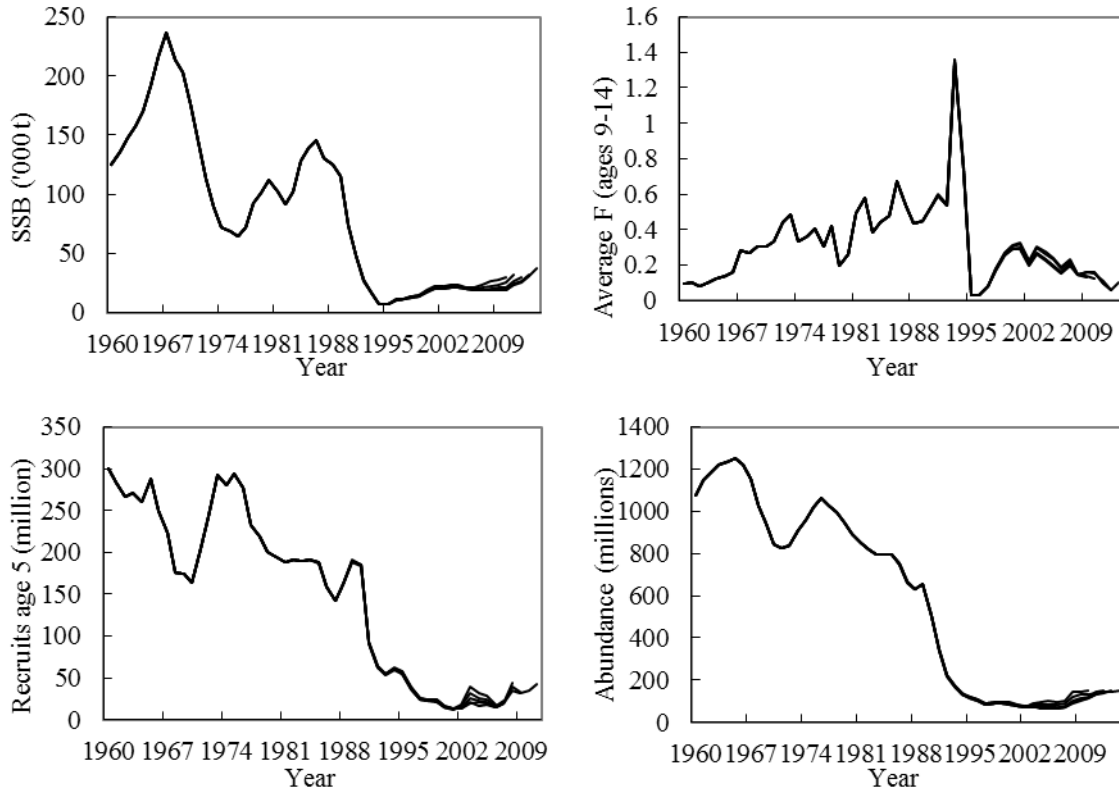 SSB ('000 t)
250
200
150
100
50
0
1960 1967 1974 1981 1988 1995 2002 2009
Year
Average F (ages 9-14)
1.6
1.4
1.2
1
0.8
0.6
0.4
0.2
0
1960 1967 1974 1981 1988 1995 2002 2009
Year
Recruits age 5 (million)
350
300
250
200
150
100
50
0
1960 1967 1974 1981 1988 1995 2002 2009
Year
Abundance (millions)
1400
1200
1000
800
600
400
200
0
1960 1967 1974 1981 1988 1995 2002 2009
Year